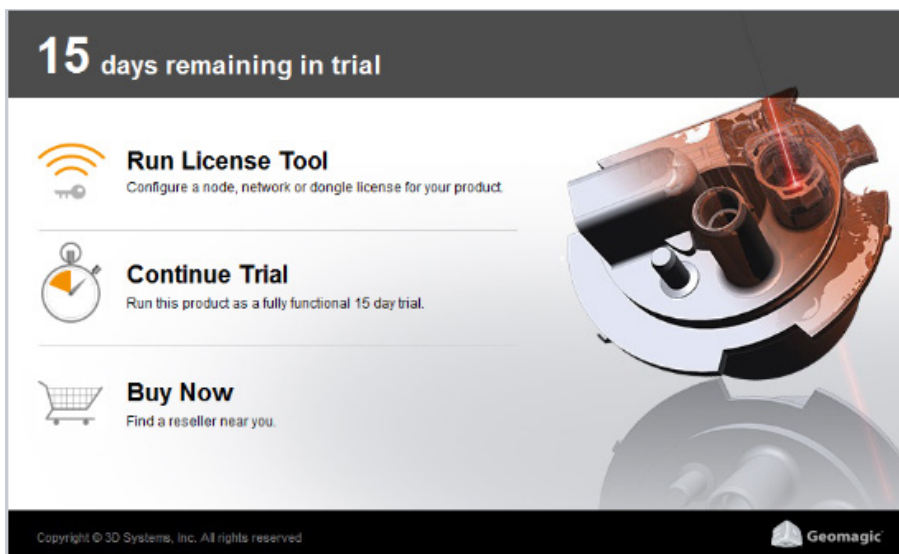 15 days remaining in trial
Run License Tool
Configure a node, network or dongle license for your product.
Continue Trial
Run this product as a fully functional 15 day trial.
Buy Now
Find a reseller near you.
Copyright © 3D Systems, Inc. All rights reserved
Geomagic